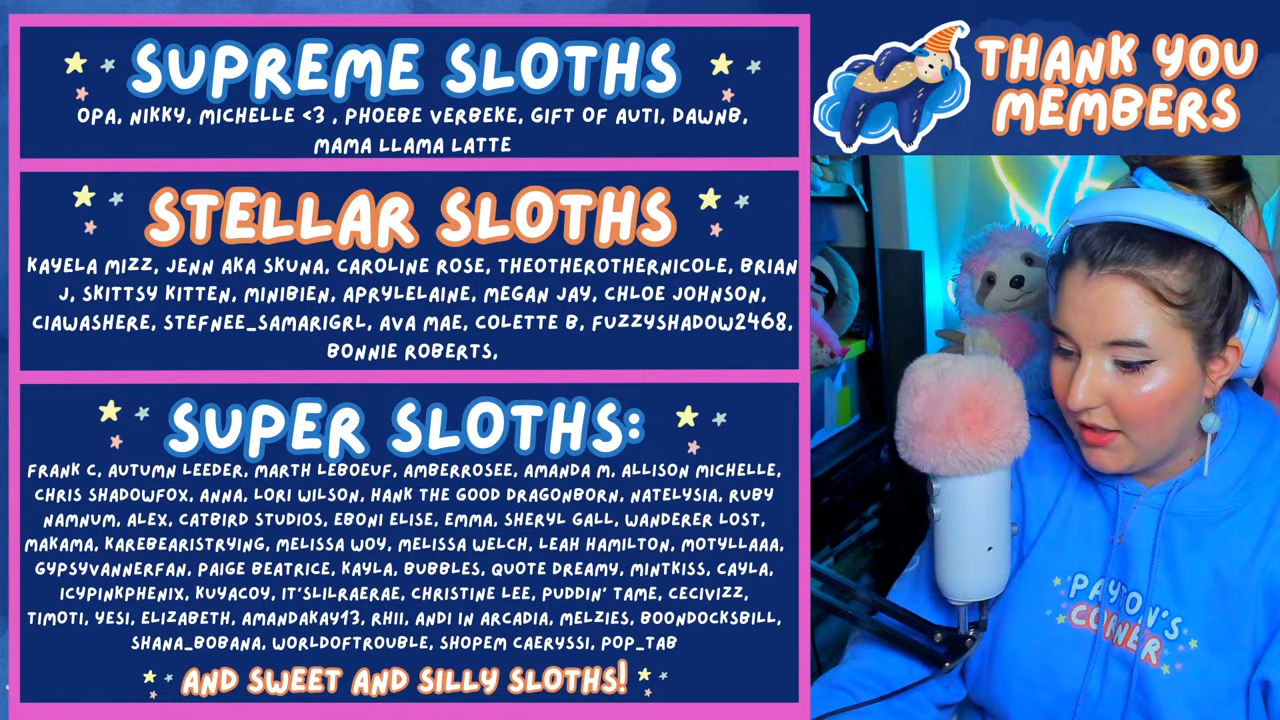 SUPREME SLOTHS
OPA, NIKKY, MICHELLE <3 , PHOEBE VERBEKE, GIFT OF AUTI, DAWNB,
MAMA LLAMA LATTE
STELLAR SLOTHS
KAYELA MIZZ, JENN AKA SKUNA, CAROLINE ROSE, THEOTHEROTHERNICOLE, BRIAN
J, SKITTSY KITTEN, MINIBIEN, APRYLELAINE, MEGAN JAY, CHLOE JOHNSON,
CIAWASHERE, STEFNEE_SAMARIGRL, AVA MAE, COLETTE B, FUZZYSHADOW2468,
BONNIE ROBERTS,
SUPER SLOTHS:
FRANK C, AUTUMN LEEDER, MARTH LEBOEUF, AMBERROSEE, AMANDA M, ALLISON MICHELLE,
CHRIS SHADOWFOX, ANNA, LORI WILSON, HANK THE GOOD DRAGONBORN, NATELYSIA, RUBY
NAMNUM, ALEX, CATBIRD STUDIOS, EBONI ELISE, EMMA, SHERYL GALL, WANDERER LOST,
MAKAMA, KAREBEARISTRYING, MELISSA WOY, MELISSA WELCH, LEAH HAMILTON, MOTYLLAAA,
GYPSYVANNERFAN, PAIGE BEATRICE, KAYLA, BUBBLES, QUOTE DREAMY, MINTKISS, CAYLA,
ICYPINKPHENIX, KUYACOY, IT'SLILRAERAE, CHRISTINE LEE, PUDDIN' TAME, CECIVIZZ,
TIMOTI, YESI, ELIZABETH, AMANDAKAY13, RHII, ANDI IN ARCADIA, MELZIES, BOONDOCKSBILL,
SHANA_BOBANA, WORLDOFTROUBLE, SHOPEM CAERYSSI, POP_TAB
AND SWEET AND SILLY SLOTHS!
THANK YOU
MEMBERS
PAYTON'S
CORNER